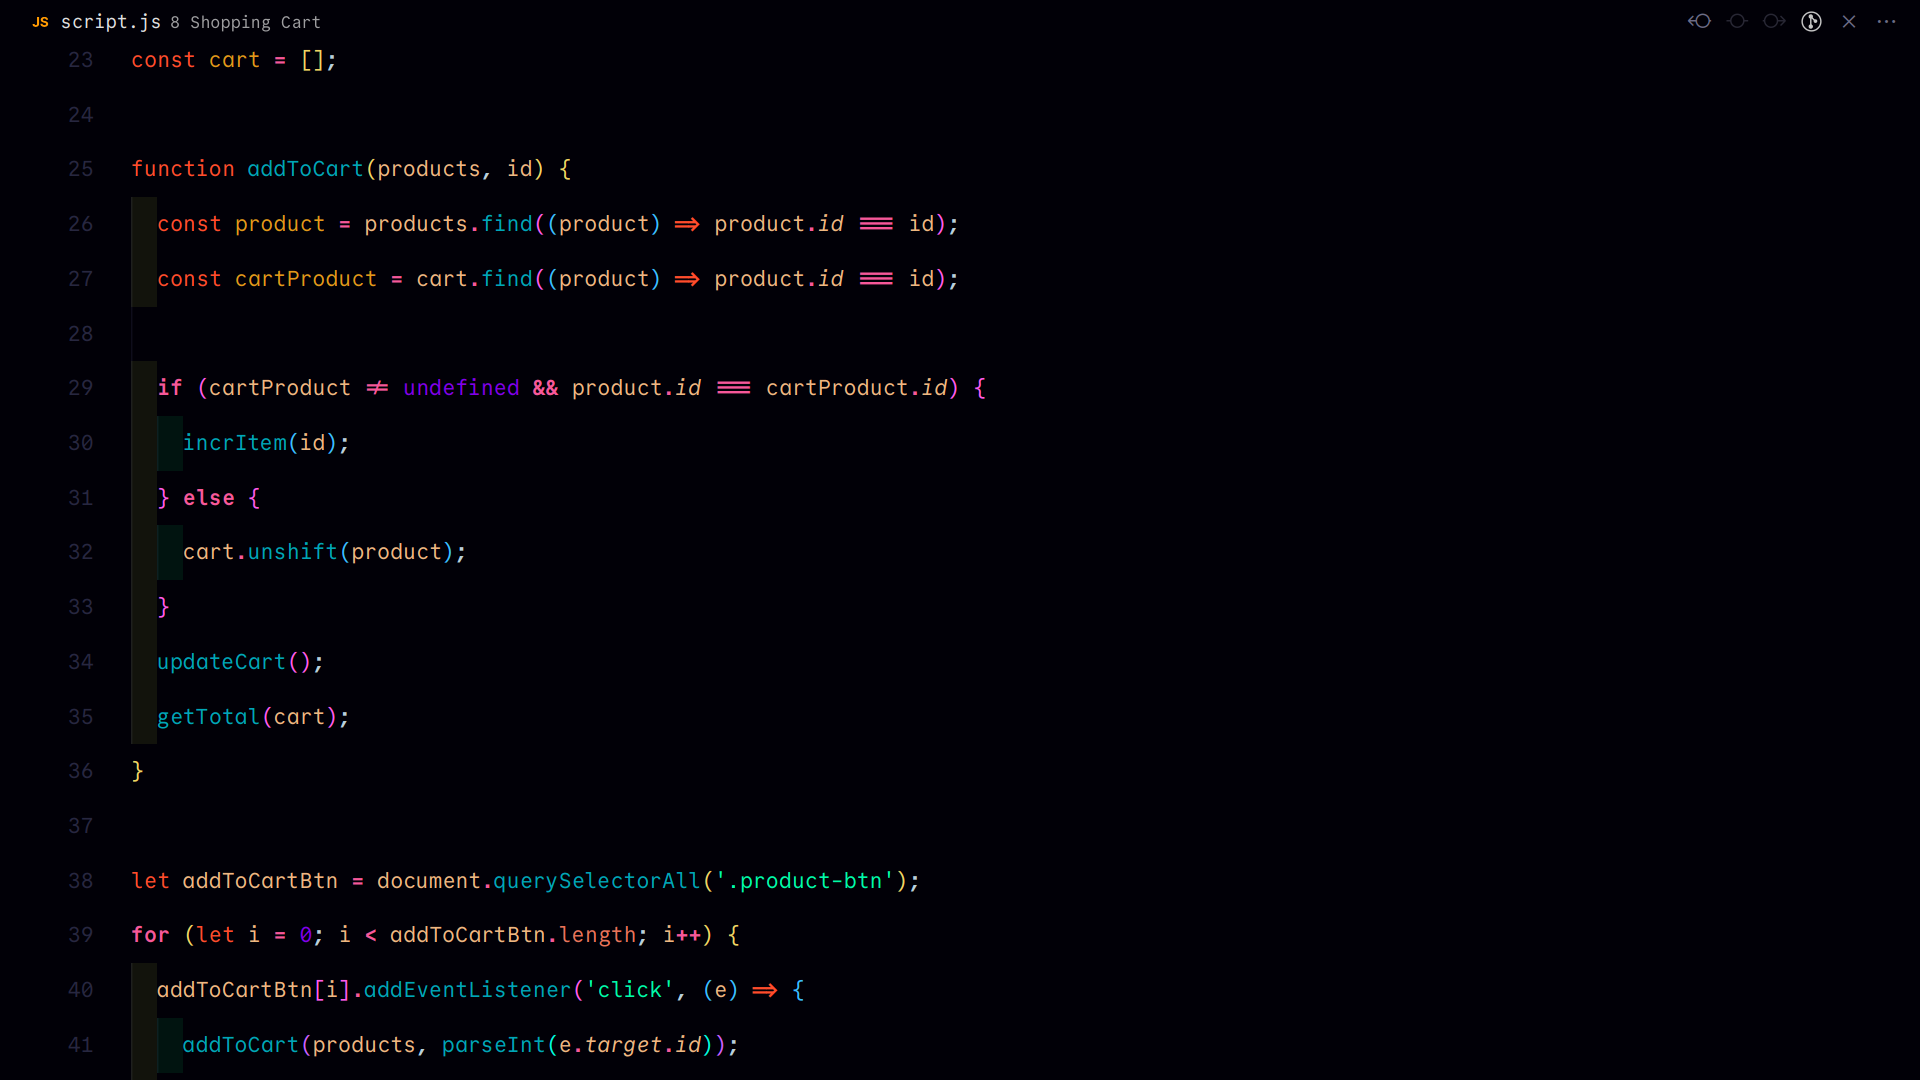 JS script.js 8 Shopping Cart
23 const cart = [];
24
25 function addToCart(products, id) {
26 const product = products.find((product) => product.id === id);
27 const cartProduct = cart.find((product) => product.id === id);
28
29 if (cartProduct != undefined && product.id === cartProduct.id) {
30 incrItem(id);
31 } else {
32 cart.unshift(product);
33 }
34 updateCart();
35 getTotal(cart);
36 }
37
38 let addToCartBtn = document.querySelectorAll('.product-btn');
39 for (let i = 0; i < addToCartBtn.length; i++) {
40 addToCartBtn[i].addEventListener('click', (e) => {
41 addToCart(products, parseInt(e.target.id));